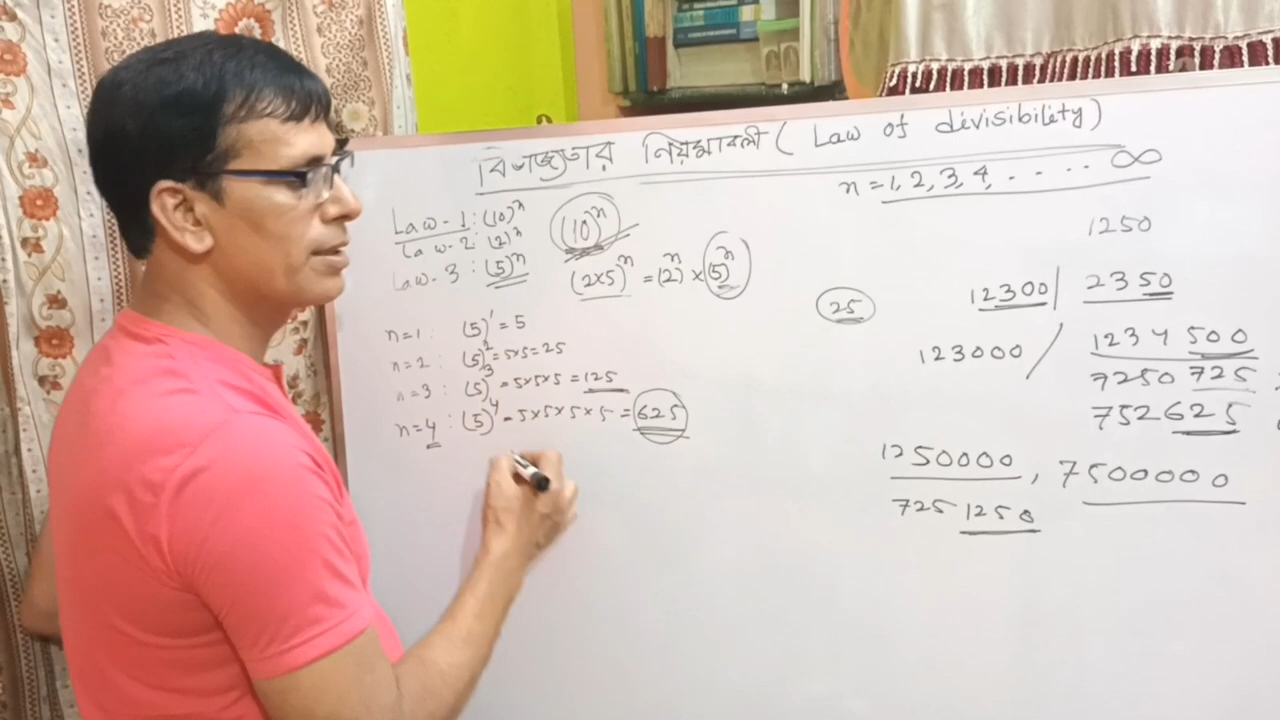 বিভাজ্যতার নিয়মাবলী ( Law of devisibility )
n = 1, 2, 3, 4, . . . . . ∞
Law - 1 : (10)ⁿ
Law - 2 : (2)ⁿ
Law - 3 : (5)ⁿ
(10)ⁿ
(2×5)ⁿ = (2)ⁿ × (5)ⁿ
n=1 : (5)¹ = 5
n=2 : (5)² = 5×5 = 25
n=3 : (5)³ = 5×5×5 = 125
n=4 : (5)⁴ = 5×5×5×5 = 625
1250
25
12300 / 2350
123000 / 1234500
7250725
752625
1250000 , 7500000
7251250